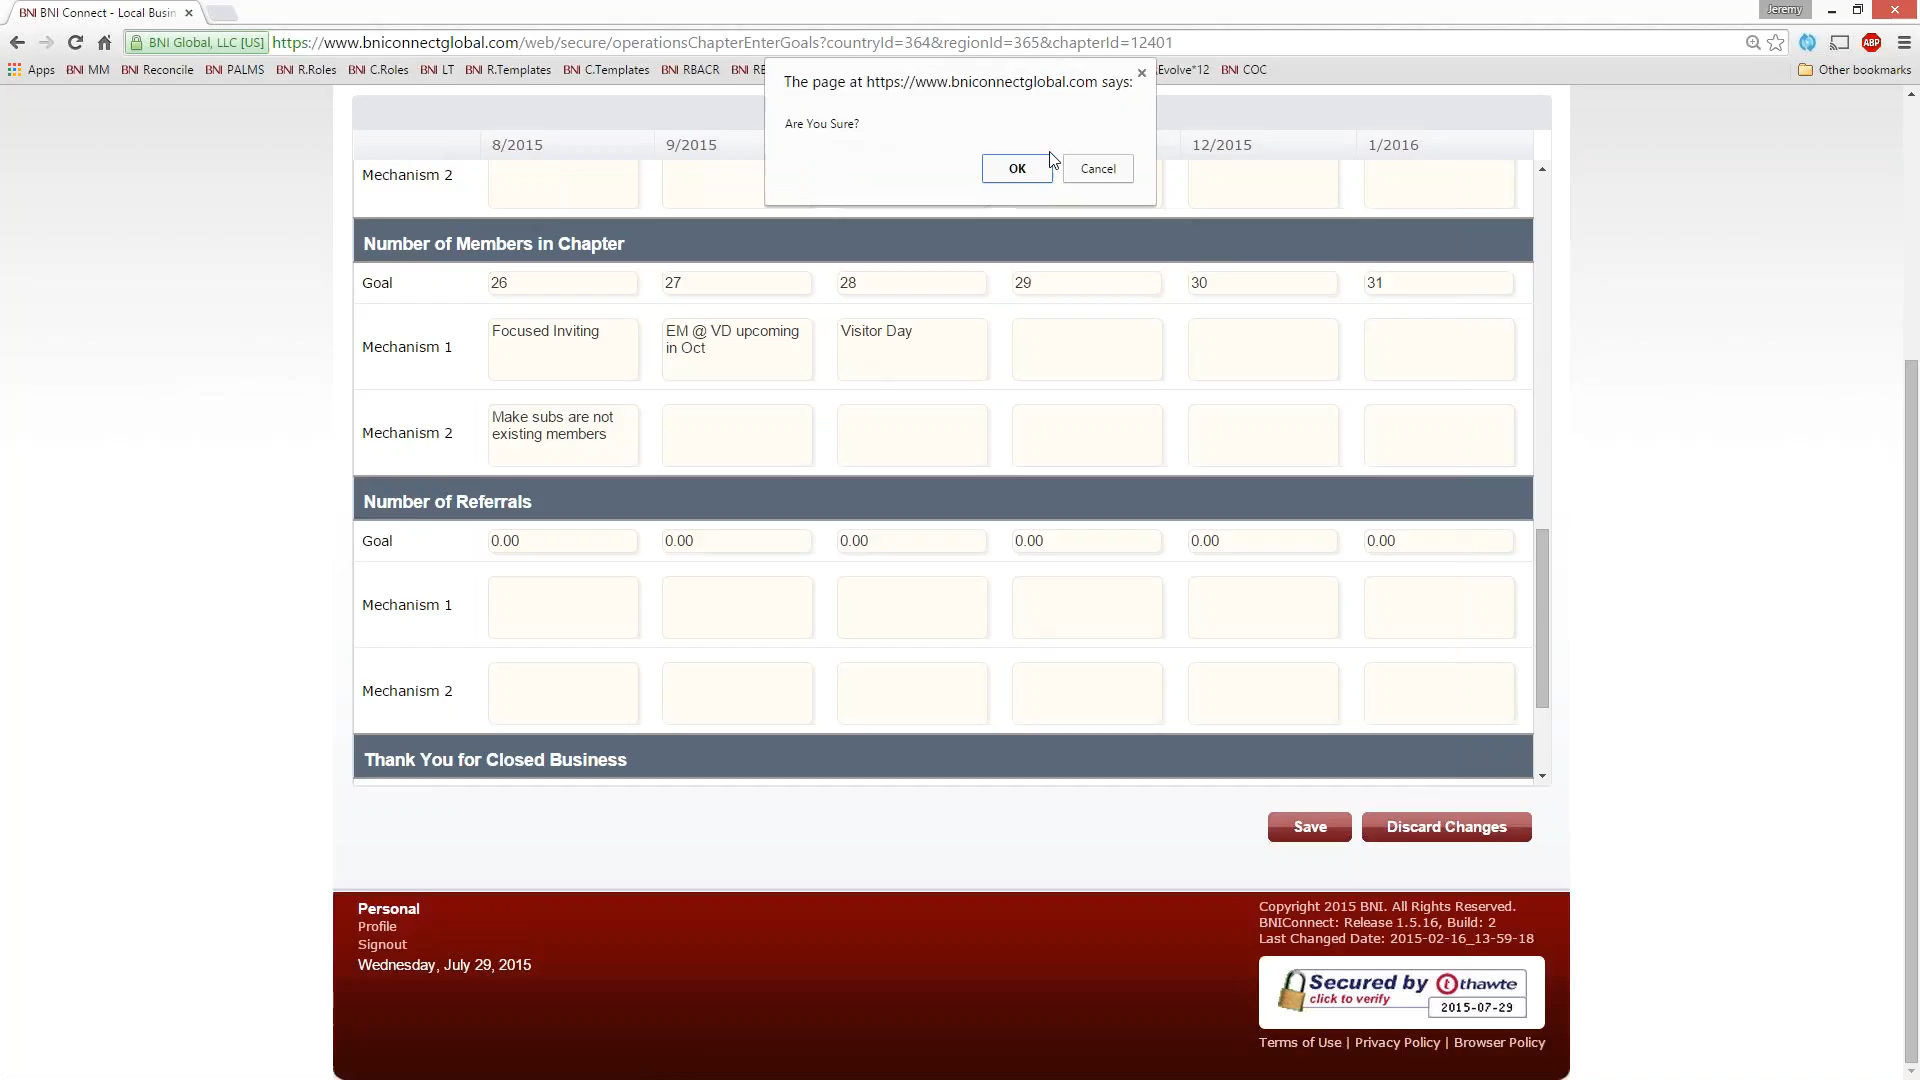 BNI BNI Connect - Local Busin
Jeremy
BNI Global, LLC [US]
https://www.bniconnectglobal.com/web/secure/operationsChapterEnterGoals?countryId=364&regionId=365&chapterId=12401
ABP
Apps
BNI MM
BNI Reconcile
BNI PALMS
BNI R.Roles
BNI C.Roles
BNI LT
BNI R.Templates
BNI C.Templates
BNI RBACR
Evolve*12
BNI COC
Other bookmarks
The page at https://www.bniconnectglobal.com says:
Are You Sure?
OK
Cancel
8/2015
9/2015
12/2015
1/2016
Mechanism 2
Number of Members in Chapter
Goal
26
27
28
29
30
31
Mechanism 1
Focused Inviting
EM @ VD upcoming
in Oct
Visitor Day
Mechanism 2
Make subs are not
existing members
Number of Referrals
Goal
0.00
0.00
0.00
0.00
0.00
0.00
Mechanism 1
Mechanism 2
Thank You for Closed Business
Save
Discard Changes
Personal
Profile
Signout
Wednesday, July 29, 2015
Copyright 2015 BNI. All Rights Reserved.
BNIConnect: Release 1.5.16, Build: 2
Last Changed Date: 2015-02-16_13-59-18
Secured by thawte
click to verify
2015-07-29
Terms of Use | Privacy Policy | Browser Policy